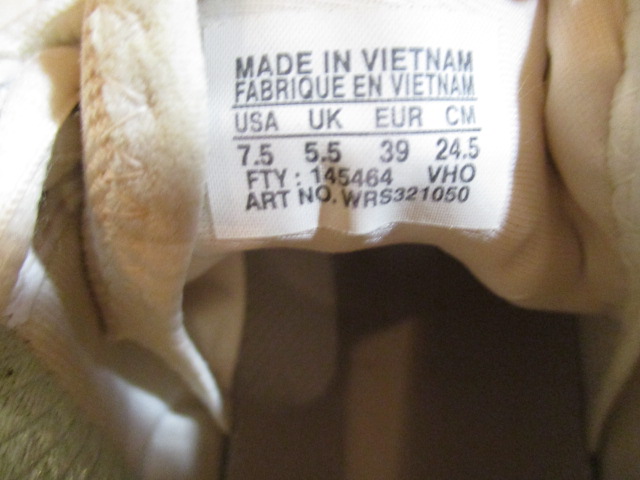 MADE IN VIETNAM
FABRIQUE EN VIETNAM
USA UK EUR CM
7.5 5.5 39 24.5
FTY : 145464 VHO
ART NO. WRS321050